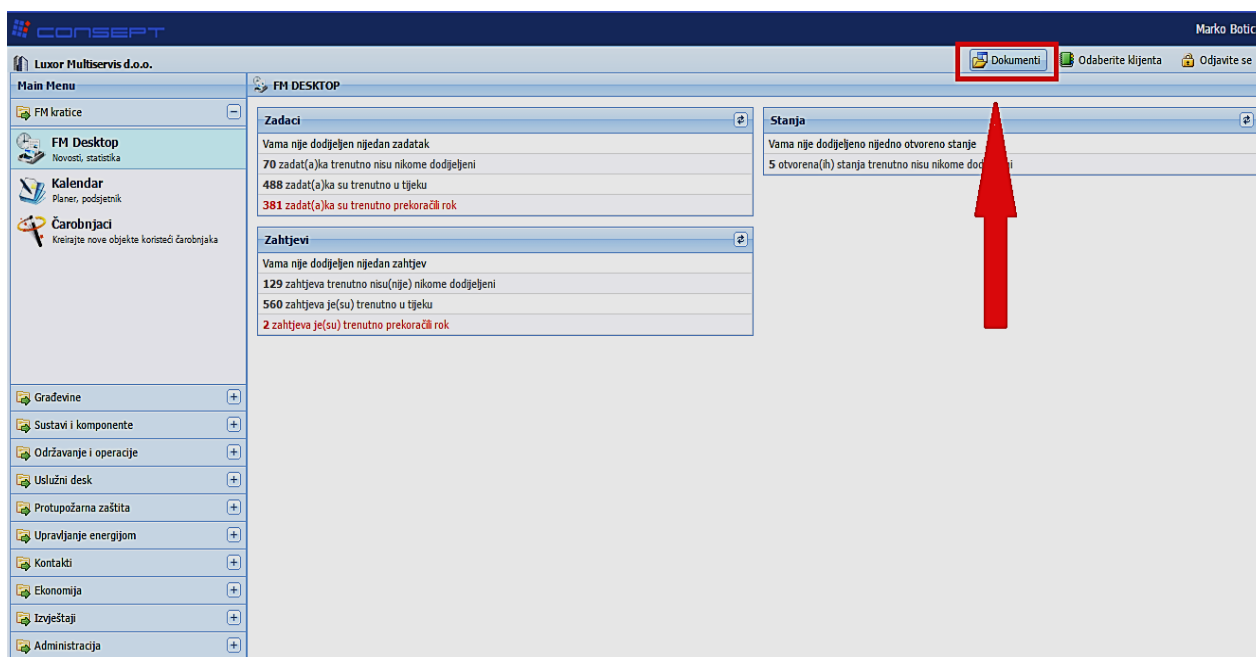 CONSEPT
Marko Botic
Luxor Multiservis d.o.o.
Dokumenti
Odaberite klijenta
Odjavite se
Main Menu
FM DESKTOP
FM kratice
FM Desktop
Novosti, statistika
Kalendar
Planer, podsjetnik
Čarobnjaci
Kreirajte nove objekte koristeći čarobnjaka
Zadaci
Vama nije dodijeljen nijedan zadatak
70 zadat(a)ka trenutno nisu nikome dodijeljeni
488 zadat(a)ka su trenutno u tijeku
381 zadat(a)ka su trenutno prekoračili rok
Stanja
Vama nije dodijeljeno nijedno otvoreno stanje
5 otvorena(ih) stanja trenutno nisu nikome
Zahtjevi
Vama nije dodijeljen nijedan zahtjev
129 zahtjeva trenutno nisu(nije) nikome dodijeljeni
560 zahtjeva je(su) trenutno u tijeku
2 zahtjeva je(su) trenutno prekoračili rok
Građevine
Sustavi i komponente
Održavanje i operacije
Uslužni desk
Protupožarna zaštita
Upravljanje energijom
Kontakti
Ekonomija
Izvještaji
Administracija